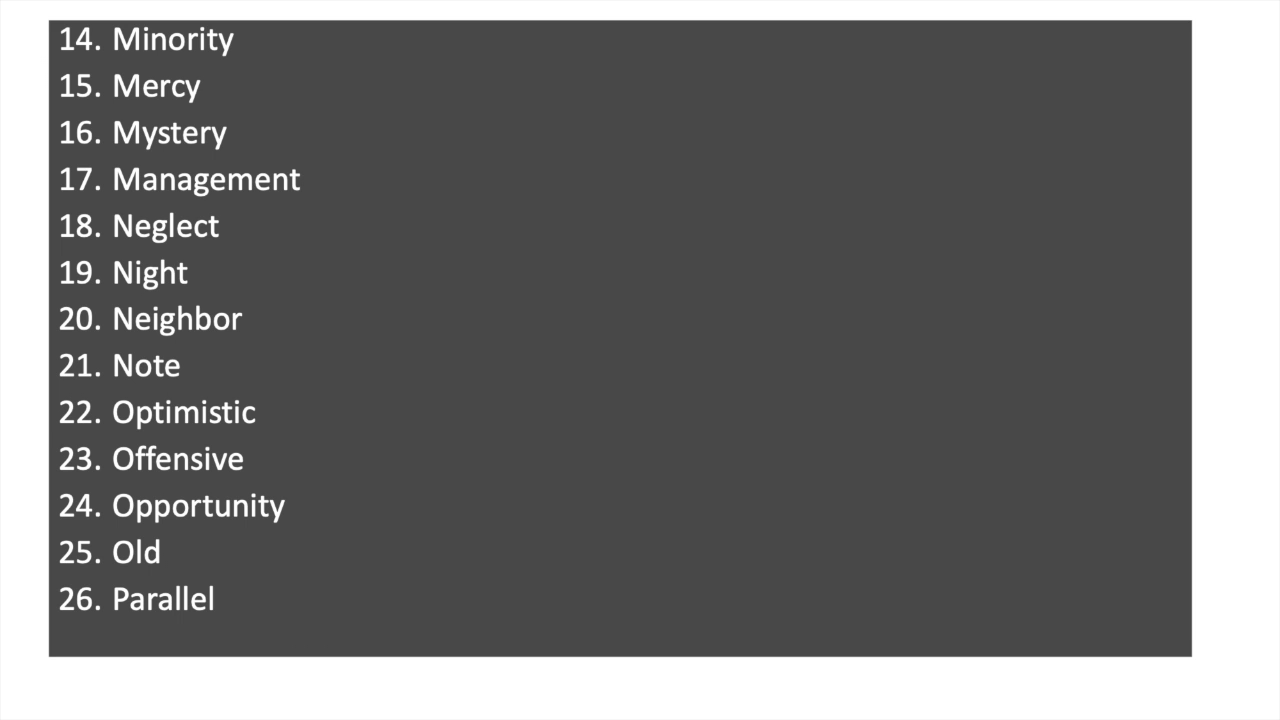 14. Minority
15. Mercy
16. Mystery
17. Management
18. Neglect
19. Night
20. Neighbor
21. Note
22. Optimistic
23. Offensive
24. Opportunity
25. Old
26. Parallel